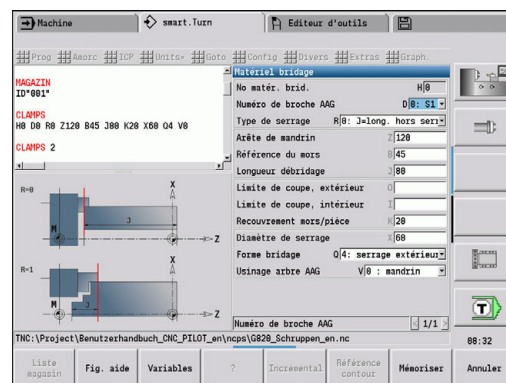 Machine
smart.Turn
Editeur d'outils
Prog Amorc ICP Units» Goto Config Divers Extras Graph.
MAGAZIN
ID"001"
CLAMPS
H0 D0 R0 Z120 B45 J80 K20 X60 Q4 V0
CLAMPS 2
R=0
X
J
M
Z
R=1
X
J
M
Z
Matériel bridage
No matér. brid. H 0
Numéro de broche AAG D 0: S1
Type de serrage R 0: J=long. hors serr
Arête de mandrin Z 120
Référence du mors B 45
Longueur débridage J 80
Limite de coupe, extérieur O
Limite de coupe, intérieur I
Recouvrement mors/pièce K 20
Diamètre de serrage X 60
Forme bridage Q 4: serrage extérieur
Usinage arbre AAG V 0 : mandrin
Numéro de broche AAG 1/1
TNC:\Project\Benutzerhandbuch_CNC_PILOT_en\ncps\G820_Schruppen_en.nc
T
08:32
Liste magasin
Fig. aide
Variables
?
Incremental
Référence contour
Mémoriser
Annuler